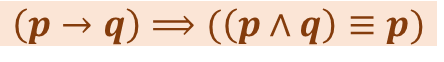 (p → q) ⟹ ((p ∧ q) ≡ p)